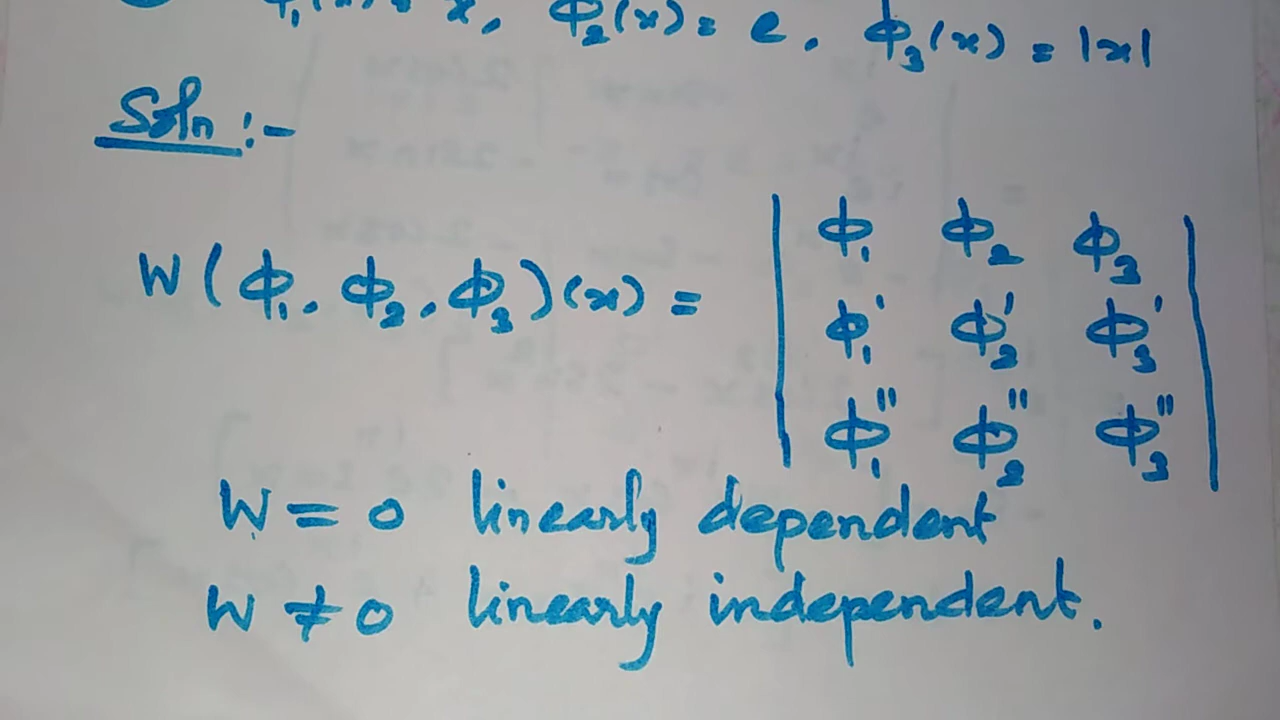 ϕ₁(x) = x, ϕ₂(x) = e, ϕ₃(x) = |x|
Soln :-
W(ϕ₁, ϕ₂, ϕ₃)(x) = | ϕ₁ ϕ₂ ϕ₃ |
| ϕ₁' ϕ₂' ϕ₃' |
| ϕ₁'' ϕ₂'' ϕ₃'' |
W = 0 linearly dependent
W ≠ 0 linearly independent.